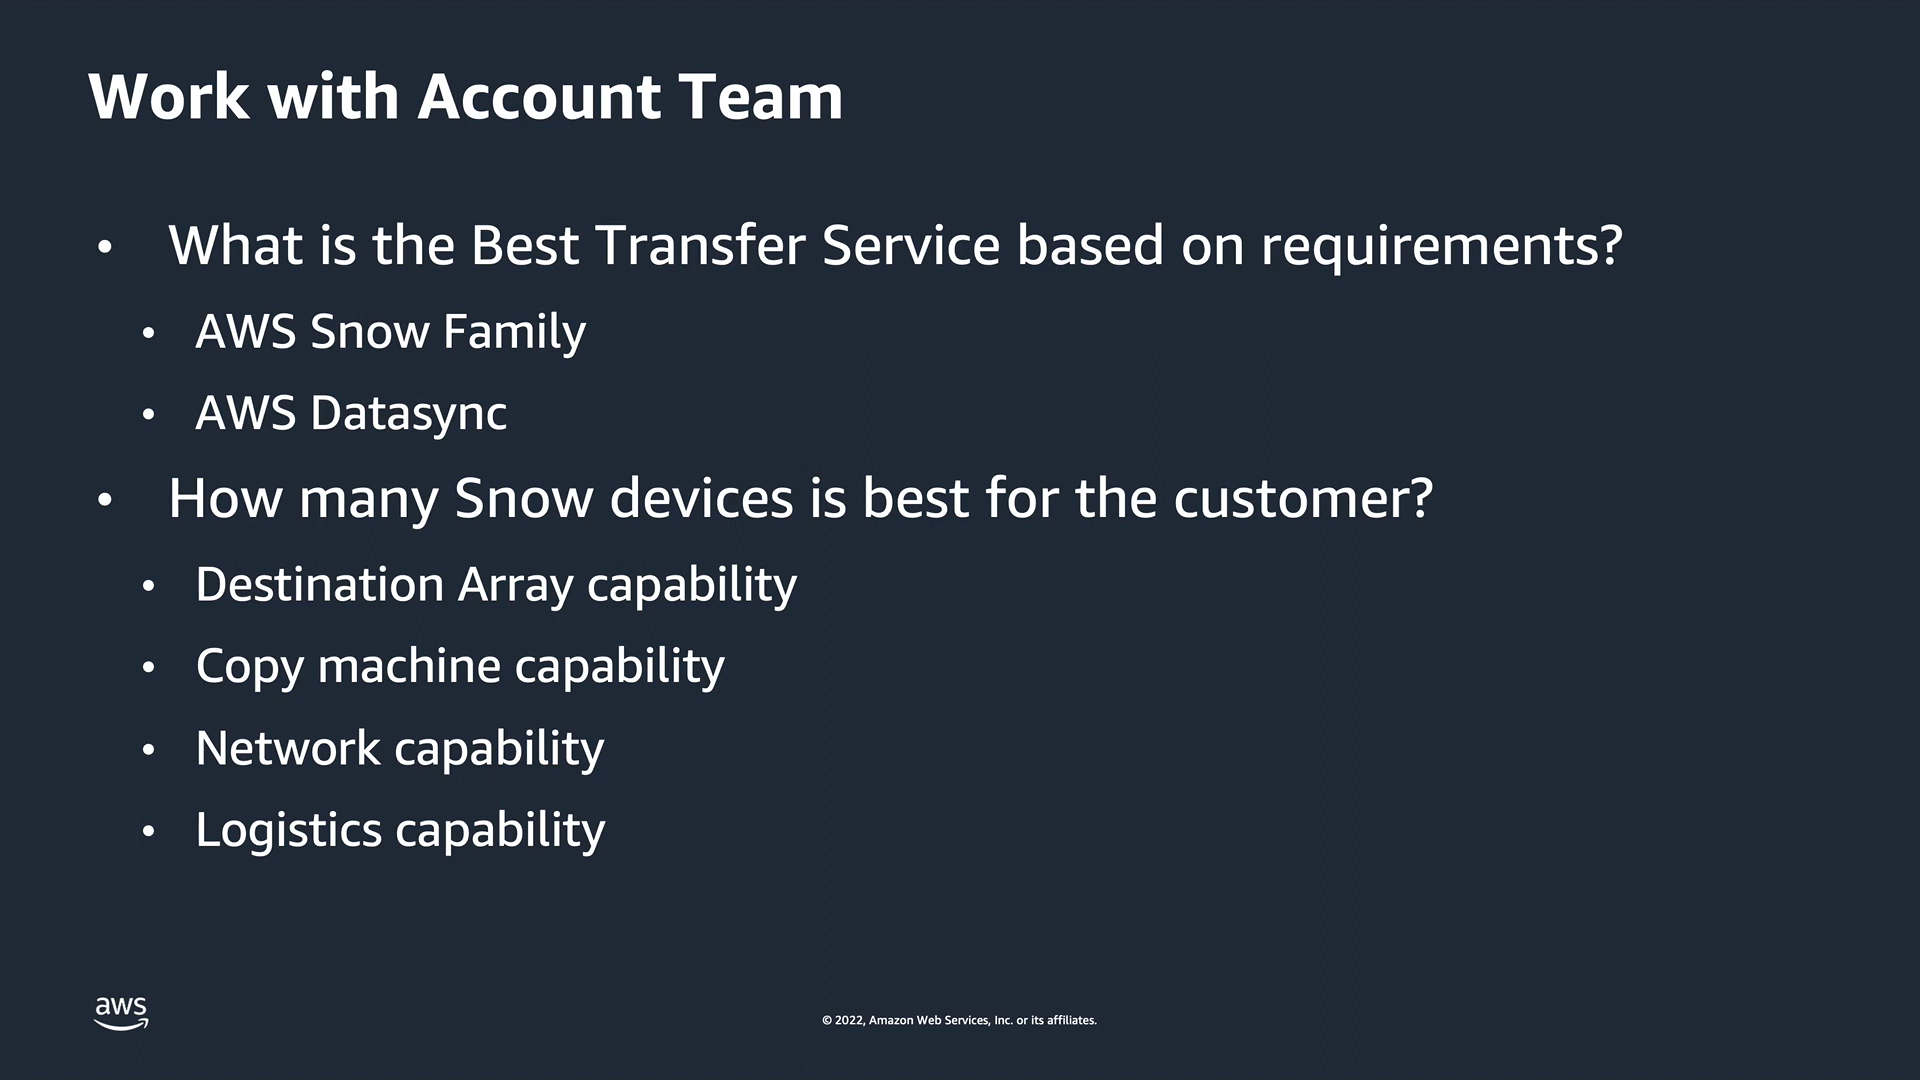 Work with Account Team
• What is the Best Transfer Service based on requirements?
• AWS Snow Family
• AWS Datasync
• How many Snow devices is best for the customer?
• Destination Array capability
• Copy machine capability
• Network capability
• Logistics capability
aws
© 2022, Amazon Web Services, Inc. or its affiliates.